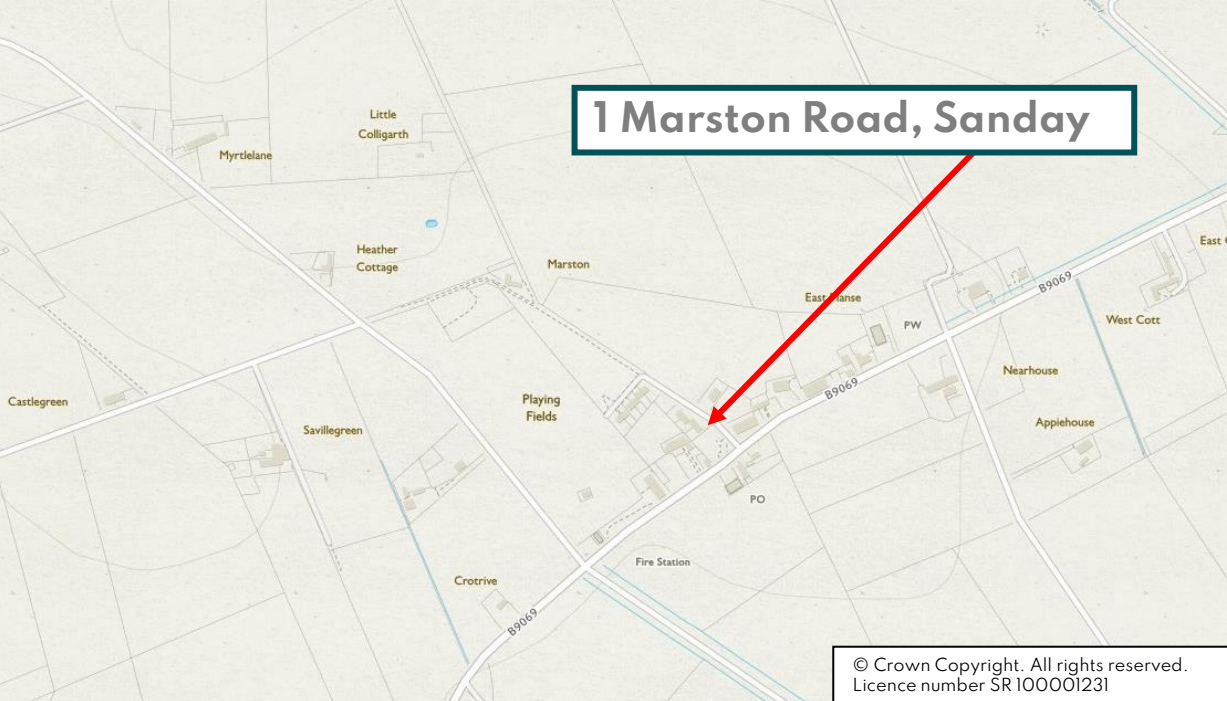 1 Marston Road, Sanday
Little
Colligarth
Myrtlelane
Heather
Cottage
Marston
East Manse
PW
B9069
East
West Cott
Nearhouse
Castlegreen
Playing
Fields
B9069
Savillegreen
Appiehouse
PO
Fire Station
Crotrive
B9069
© Crown Copyright. All rights reserved.
Licence number SR 100001231